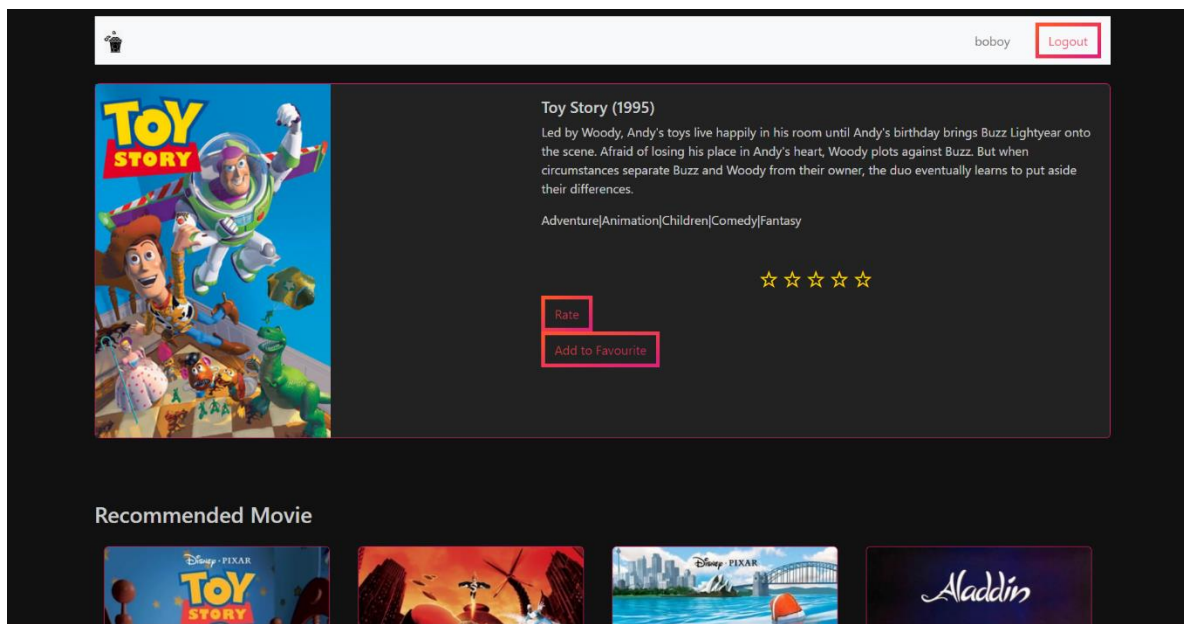 boboy Logout
TOY
STORY
Toy Story (1995)
Led by Woody, Andy's toys live happily in his room until Andy's birthday brings Buzz Lightyear onto
the scene. Afraid of losing his place in Andy's heart, Woody plots against Buzz. But when
circumstances separate Buzz and Woody from their owner, the duo eventually learns to put aside
their differences.
Adventure|Animation|Children|Comedy|Fantasy
Rate
Add to Favourite
Recommended Movie
Disney · PIXAR
TOY
STORY
Disney · PIXAR
Aladdin